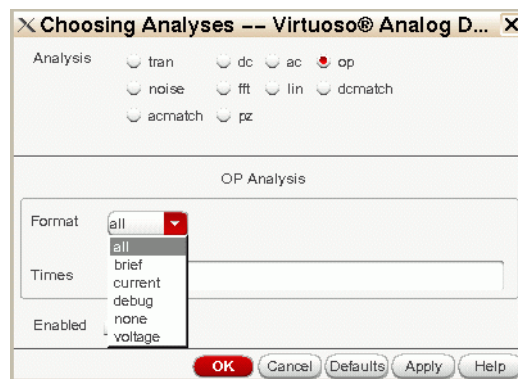 Choosing Analyses -- Virtuoso® Analog D...
Analysis tran dc ac op
noise fft lin dcmatch
acmatch pz
OP Analysis
Format all
all
brief
current
Times debug
none
Enabled voltage
OK Cancel Defaults Apply Help